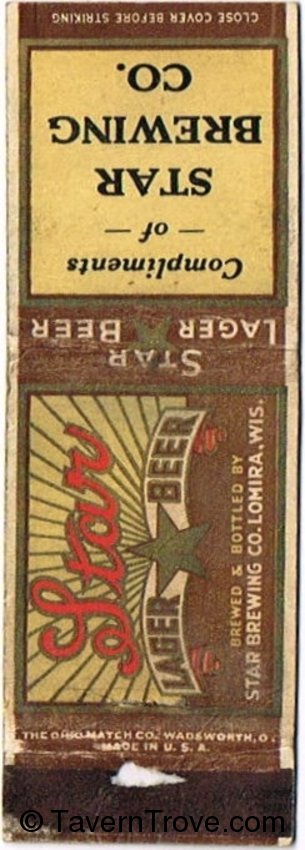 CLOSE COVER BEFORE STRIKING
Compliments
— of —
STAR
BREWING
CO.
STAR
LAGER BEER
Star
LAGER BEER
BREWED & BOTTLED BY
STAR BREWING CO. LOMIRA, WIS.
THE OHIO MATCH CO. WADSWORTH, O.
MADE IN U. S. A.
© TavernTrove.com